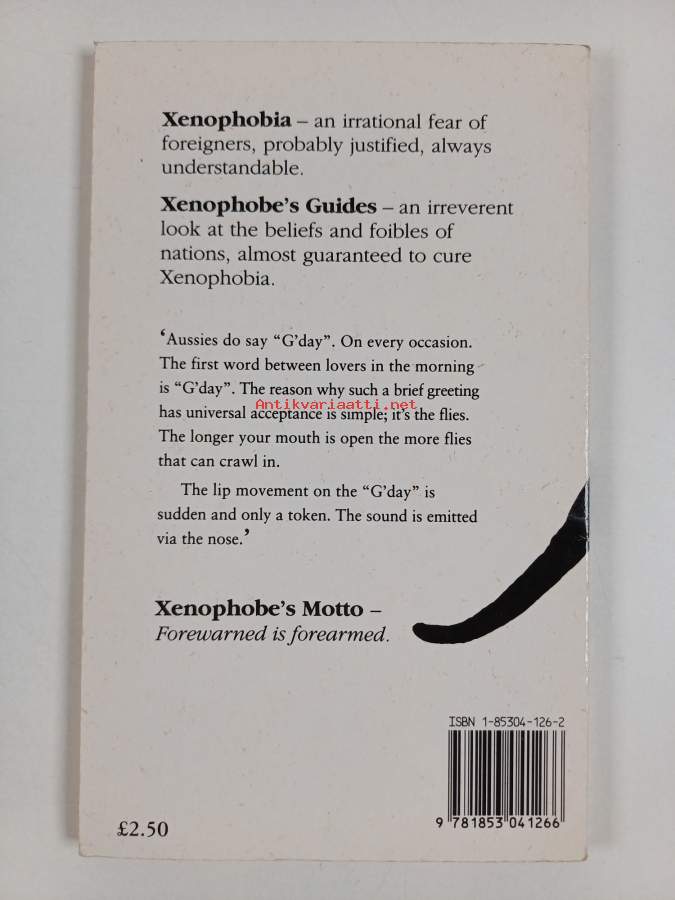 Xenophobia – an irrational fear of
foreigners, probably justified, always
understandable.
Xenophobe's Guides – an irreverent
look at the beliefs and foibles of
nations, almost guaranteed to cure
Xenophobia.
‘Aussies do say “G'day”. On every occasion.
The first word between lovers in the morning
is “G'day”. The reason why such a brief greeting
Antikvariaatti.net
has universal acceptance is simple; it's the flies.
The longer your mouth is open the more flies
that can crawl in.
The lip movement on the “G'day” is
sudden and only a token. The sound is emitted
via the nose.’
Xenophobe's Motto –
Forewarned is forearmed.
ISBN 1-85304-126-2
9 781853 041266
£2.50